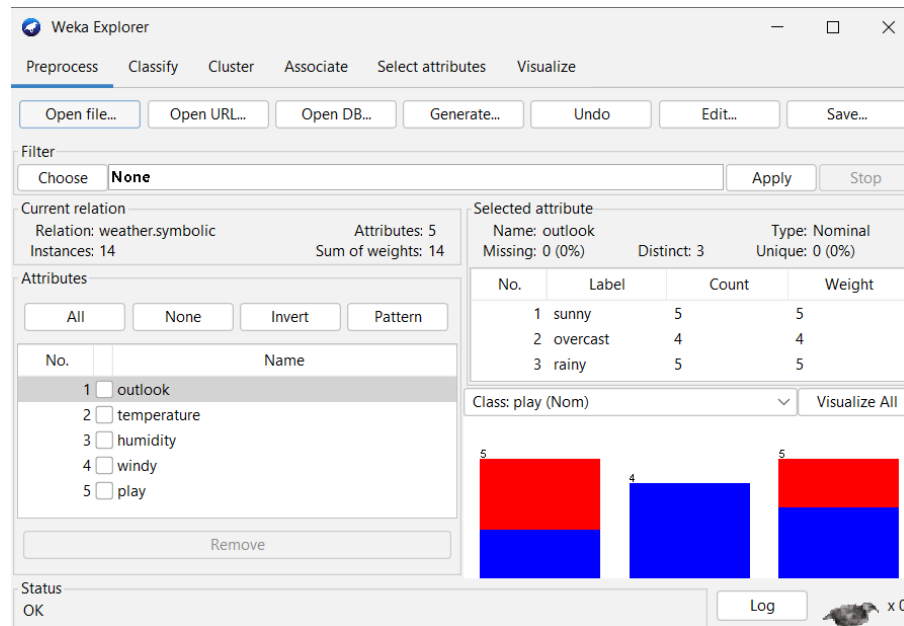 Weka Explorer
Preprocess Classify Cluster Associate Select attributes Visualize
Open file... Open URL... Open DB... Generate... Undo Edit... Save...
Filter
Choose None Apply Stop
Current relation
Relation: weather.symbolic Attributes: 5
Instances: 14 Sum of weights: 14
Attributes
All None Invert Pattern
No. Name
1 outlook
2 temperature
3 humidity
4 windy
5 play
Remove
Selected attribute
Name: outlook Type: Nominal
Missing: 0 (0%) Distinct: 3 Unique: 0 (0%)
No. Label Count Weight
1 sunny 5 5
2 overcast 4 4
3 rainy 5 5
Class: play (Nom) Visualize All
5 4 5
Status
OK
Log x 0